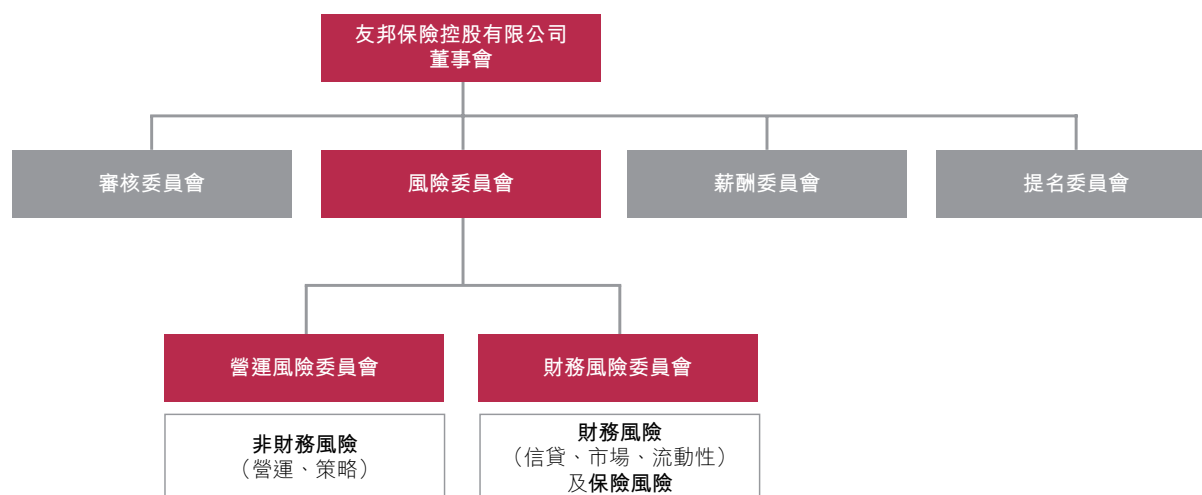 友邦保險控股有限公司
董事會
審核委員會
風險委員會
薪酬委員會
提名委員會
營運風險委員會
財務風險委員會
非財務風險
（營運、策略）
財務風險
（信貸、市場、流動性）
及保險風險